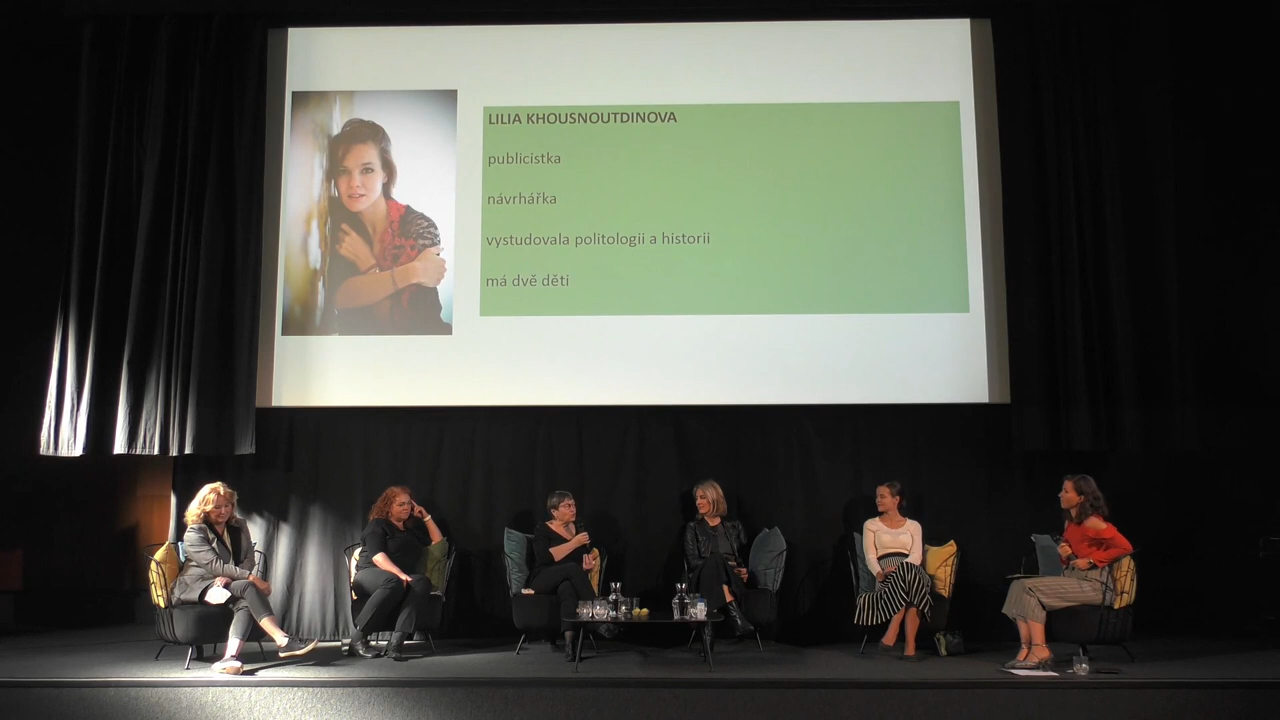 LILIA KHOUSNOUTDINOVA
publicistka
návrhářka
vystudovala politologii a historii
má dvě děti